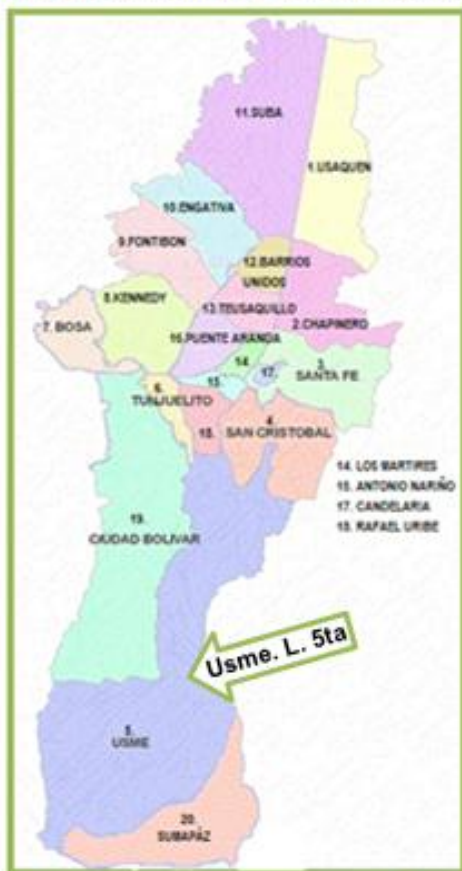 11.SUBA
1.USAQUEN
10.ENGATIVA
9.FONTIBON
12.BARRIOS
UNIDOS
8.KENNEDY
13.TEUSAQUILLO
2.CHAPINERO
7. BOSA
16.PUENTE ARANDA
14.
17.
3.
SANTA FE
15.
6.
TUNJUELITO
18.
4.
SAN CRISTOBAL
14. LOS MARTIRES
15. ANTONIO NARIÑO
17. CANDELARIA
18. RAFAEL URIBE
19.
CIUDAD BOLIVAR
Usme. L. 5ta
5.
USME
20.
SUMAPÁZ